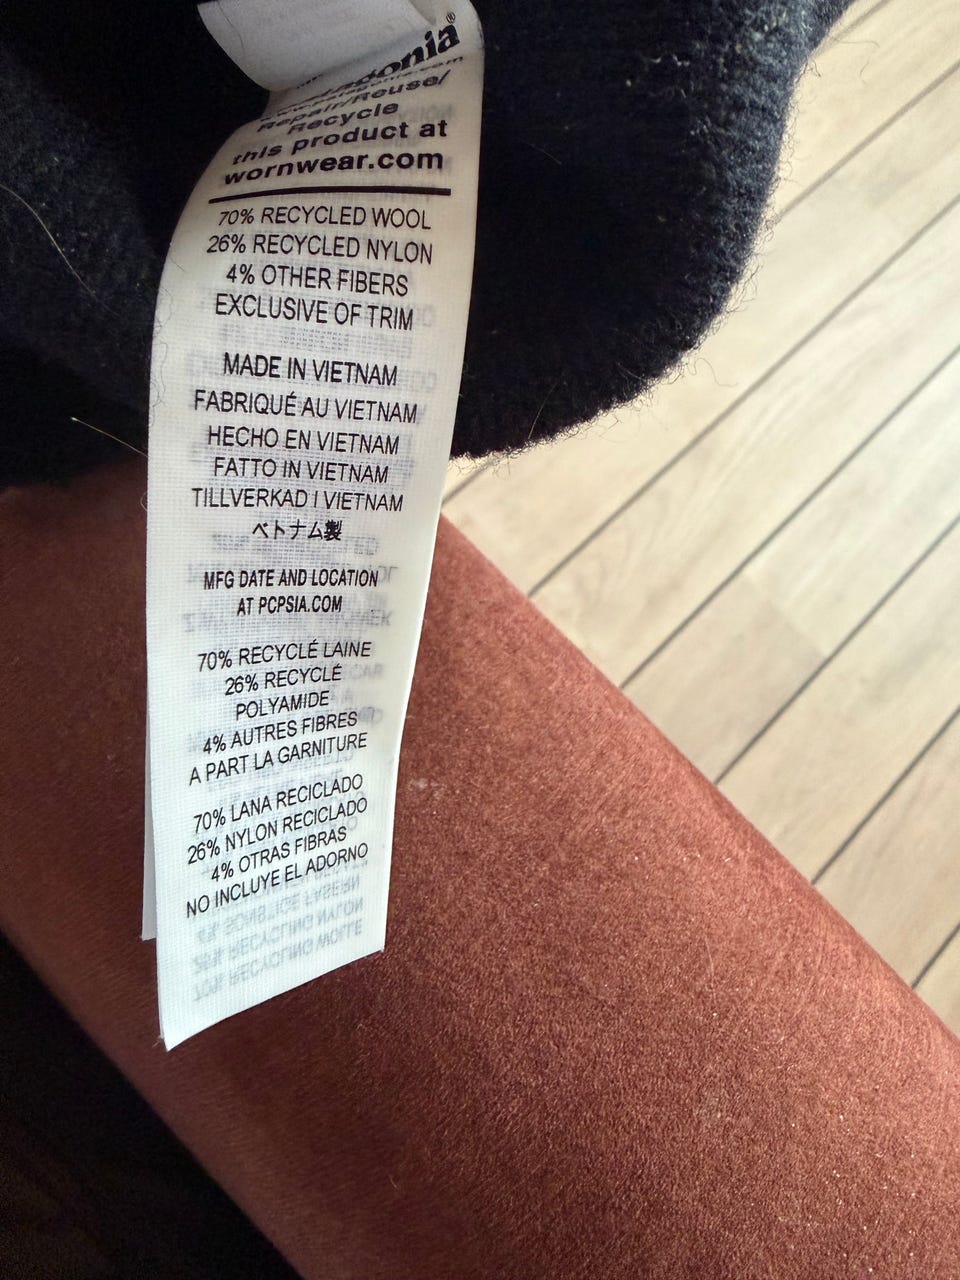 Repair/Reuse/
Recycle
this product at
wornwear.com
70% RECYCLED WOOL
26% RECYCLED NYLON
4% OTHER FIBERS
EXCLUSIVE OF TRIM
MADE IN VIETNAM
FABRIQUÉ AU VIETNAM
HECHO EN VIETNAM
FATTO IN VIETNAM
TILLVERKAD I VIETNAM
ベトナム製
MFG DATE AND LOCATION
AT PCPSIA.COM
70% RECYCLÉ LAINE
26% RECYCLÉ
POLYAMIDE
4% AUTRES FIBRES
A PART LA GARNITURE
70% LANA RECICLADO
26% NYLON RECICLADO
4% OTRAS FIBRAS
NO INCLUYE EL ADORNO